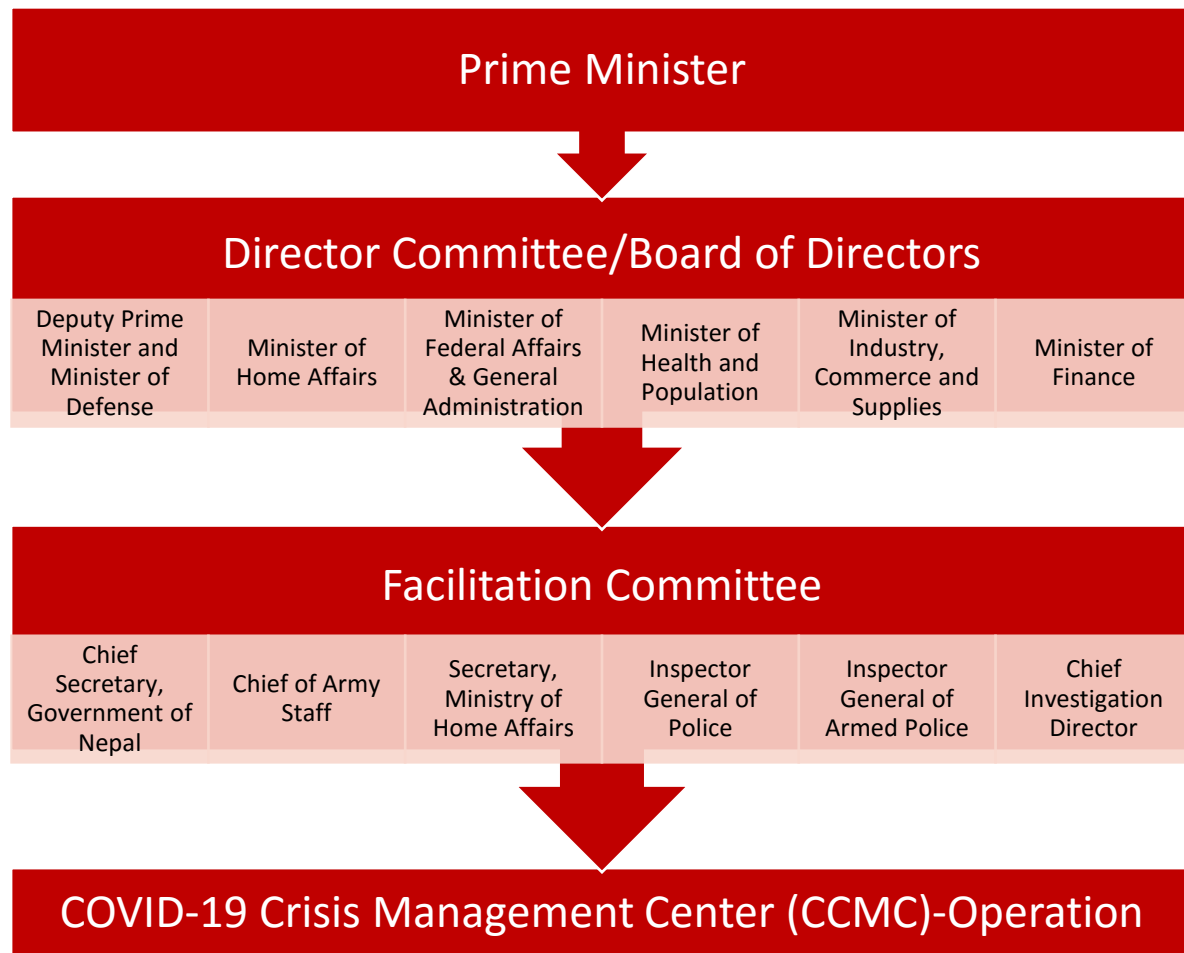 Prime Minister
Director Committee/Board of Directors
Deputy Prime
Minister and
Minister of
Defense
Minister of
Home Affairs
Minister of
Federal Affairs
& General
Administration
Minister of
Health and
Population
Minister of
Industry,
Commerce and
Supplies
Minister of
Finance
Facilitation Committee
Chief
Secretary,
Government of
Nepal
Chief of Army
Staff
Secretary,
Ministry of
Home Affairs
Inspector
General of
Police
Inspector
General of
Armed Police
Chief
Investigation
Director
COVID-19 Crisis Management Center (CCMC)-Operation